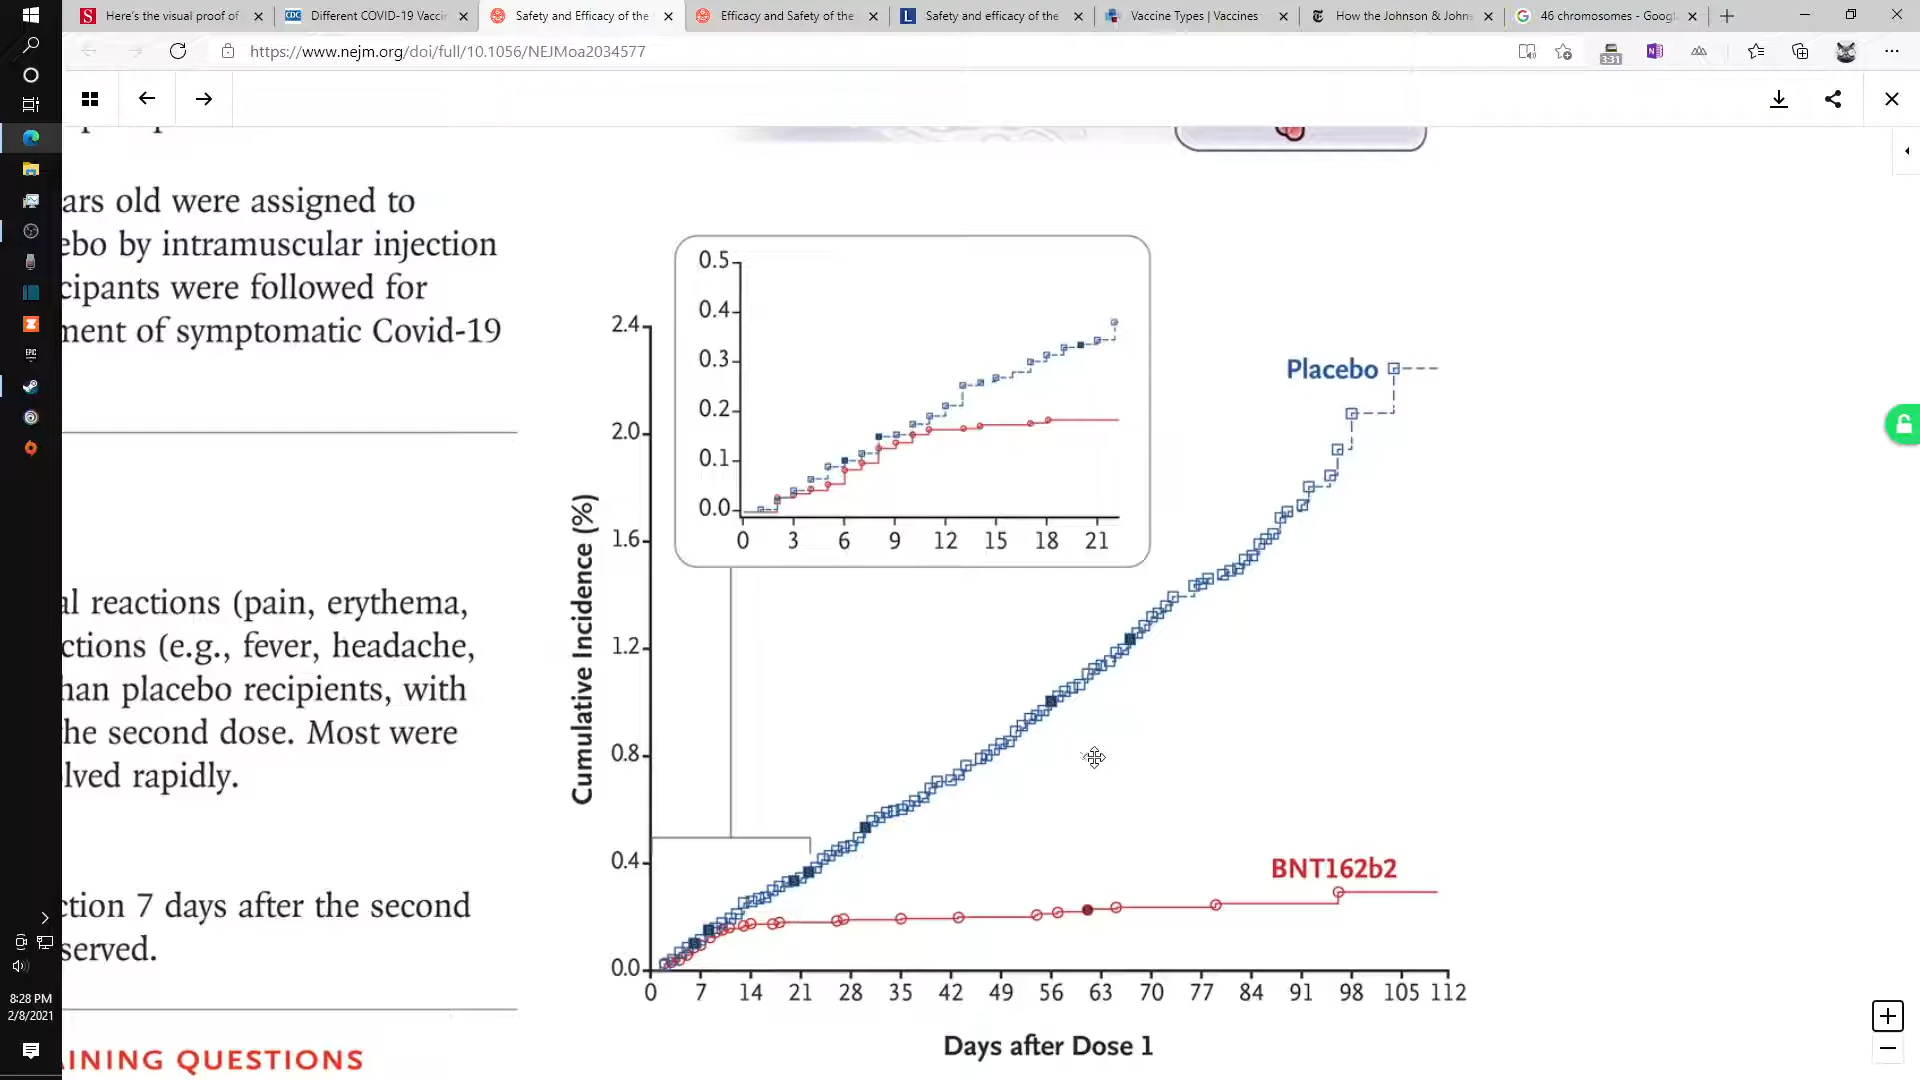 Here's the visual proof of
Different COVID-19 Vaccin
Safety and Efficacy of the
Efficacy and Safety of the
Safety and efficacy of the
Vaccine Types | Vaccines
How the Johnson & Johns
46 chromosomes - Googl
https://www.nejm.org/doi/full/10.1056/NEJMoa2034577
3:31
ars old were assigned to
ebo by intramuscular injection
cipants were followed for
ment of symptomatic Covid-19
al reactions (pain, erythema,
ctions (e.g., fever, headache,
han placebo recipients, with
he second dose. Most were
lved rapidly.
ction 7 days after the second
served.
AINING QUESTIONS
0.5
0.4
0.3
0.2
0.1
0.0
0 3 6 9 12 15 18 21
2.4
2.0
1.6
1.2
0.8
0.4
0.0
Cumulative Incidence (%)
Placebo
BNT162b2
0 7 14 21 28 35 42 49 56 63 70 77 84 91 98 105 112
Days after Dose 1
EPIC
8:28 PM
2/8/2021